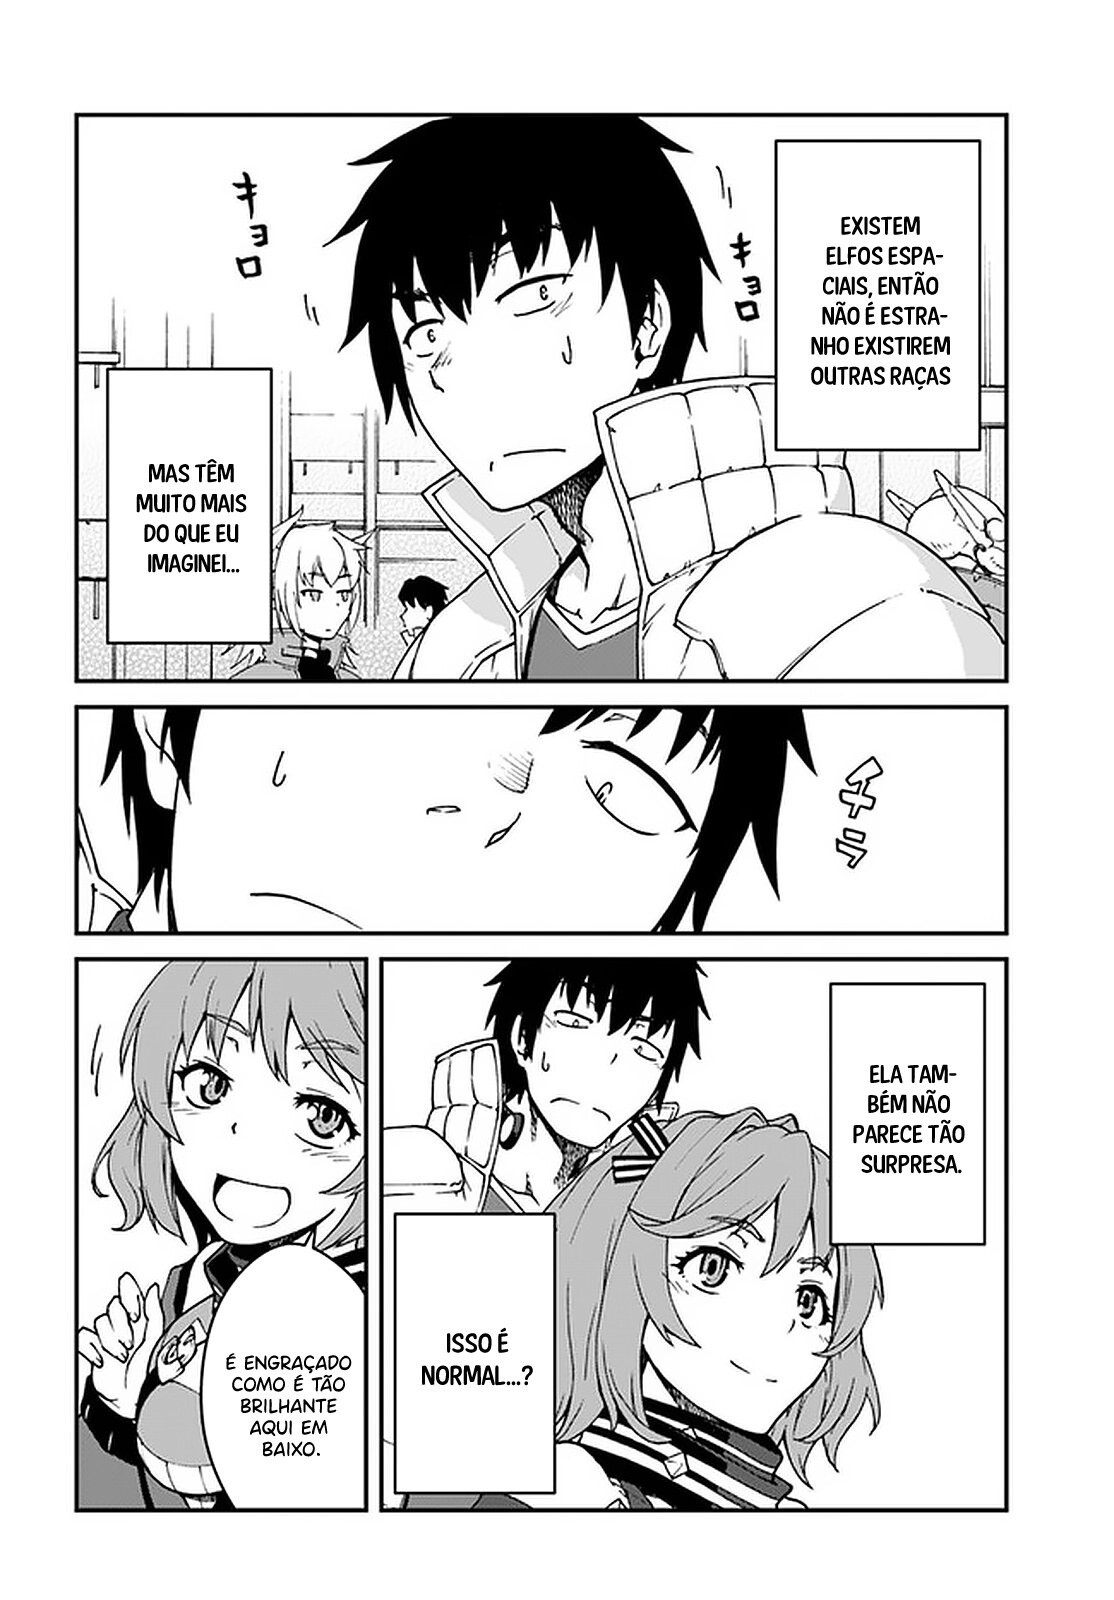 EXISTEM
ELFOS ESPA-
CIAIS, ENTÃO
NÃO É ESTRA-
NHO EXISTIREM
OUTRAS RAÇAS
キョロ
キョロ
MAS TÊM
MUITO MAIS
DO QUE EU
IMAGINEI...
チラ
ELA TAM-
BÉM NÃO
PARECE TÃO
SURPRESA.
ISSO É
NORMAL...?
É ENGRAÇADO
COMO É TÃO
BRILHANTE
AQUI EM
BAIXO.